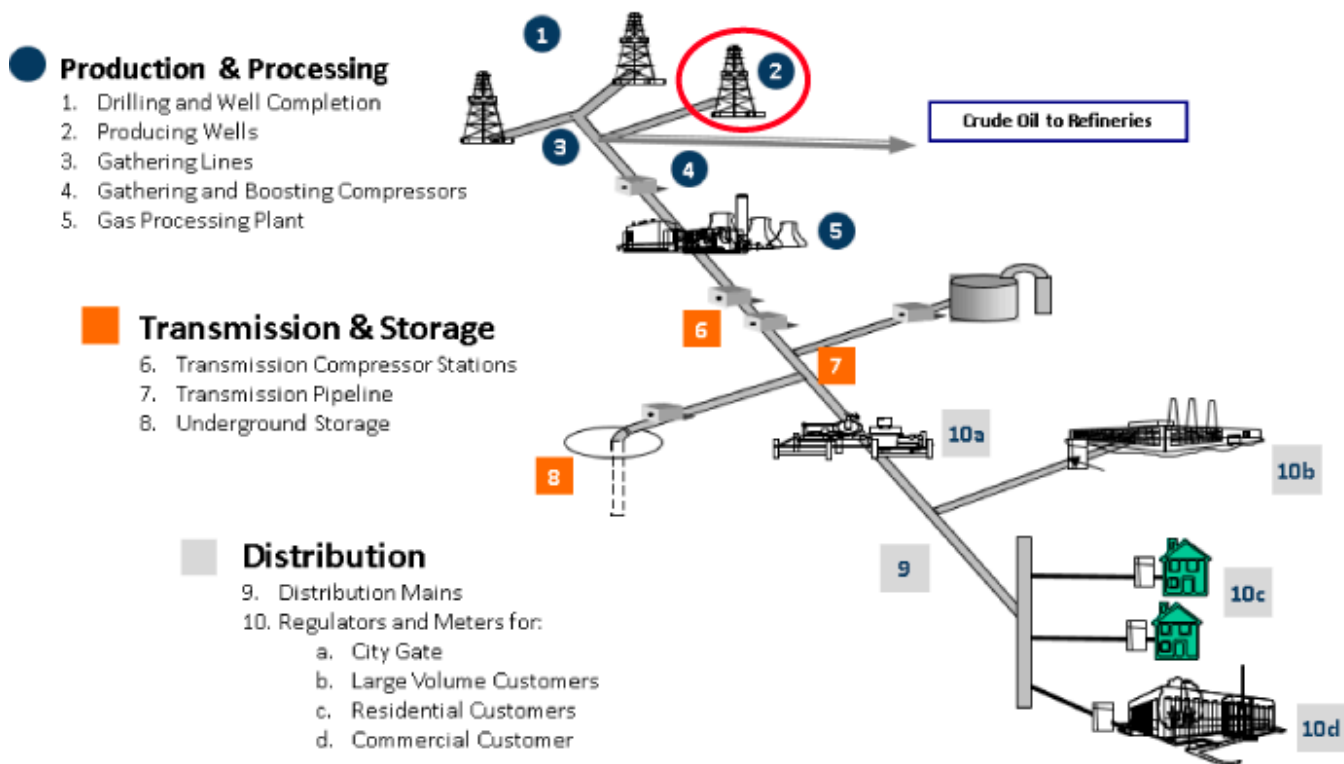 Production & Processing
1. Drilling and Well Completion
2. Producing Wells
3. Gathering Lines
4. Gathering and Boosting Compressors
5. Gas Processing Plant
1
2
Crude Oil to Refineries
3
4
5
Transmission & Storage
6. Transmission Compressor Stations
7. Transmission Pipeline
8. Underground Storage
6
7
8
10a
10b
Distribution
9. Distribution Mains
10. Regulators and Meters for:
a. City Gate
b. Large Volume Customers
c. Residential Customers
d. Commercial Customer
9
10c
10d